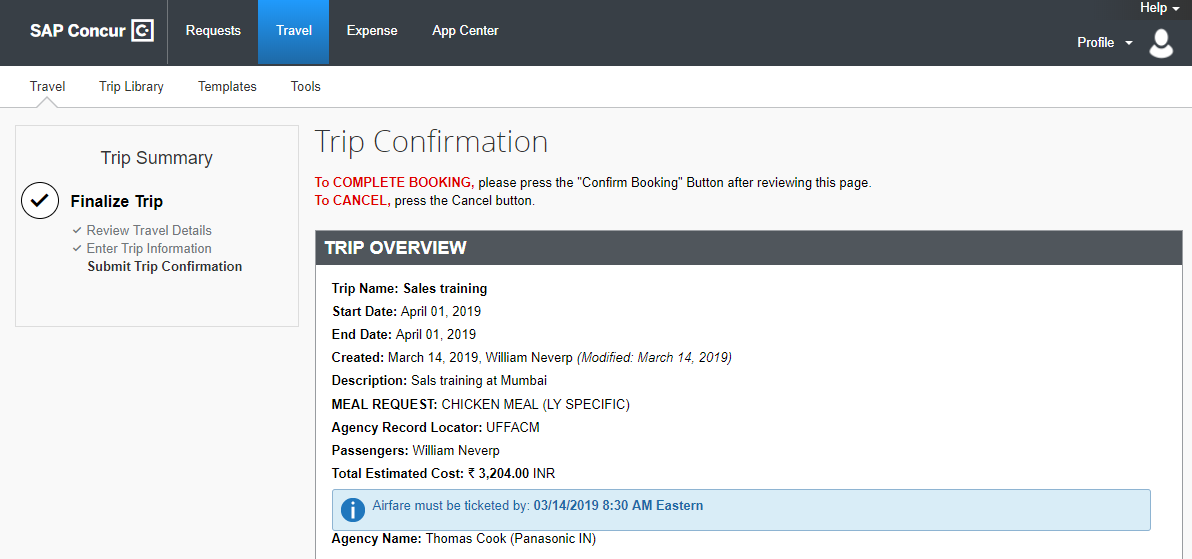 Help
SAP Concur C.
Requests
Travel
Expense
App Center
Profile
Travel
Trip Library
Templates
Tools
Trip Summary
Finalize Trip
Review Travel Details
Enter Trip Information
Submit Trip Confirmation
Trip Confirmation
To COMPLETE BOOKING, please press the "Confirm Booking" Button after reviewing this page.
To CANCEL, press the Cancel button.
TRIP OVERVIEW
Trip Name: Sales training
Start Date: April 01, 2019
End Date: April 01, 2019
Created: March 14, 2019, William Neverp (Modified: March 14, 2019)
Description: Sals training at Mumbai
MEAL REQUEST: CHICKEN MEAL (LY SPECIFIC)
Agency Record Locator: UFFACM
Passengers: William Neverp
Total Estimated Cost: ₹ 3,204.00 INR
Airfare must be ticketed by: 03/14/2019 8:30 AM Eastern
Agency Name: Thomas Cook (Panasonic IN)